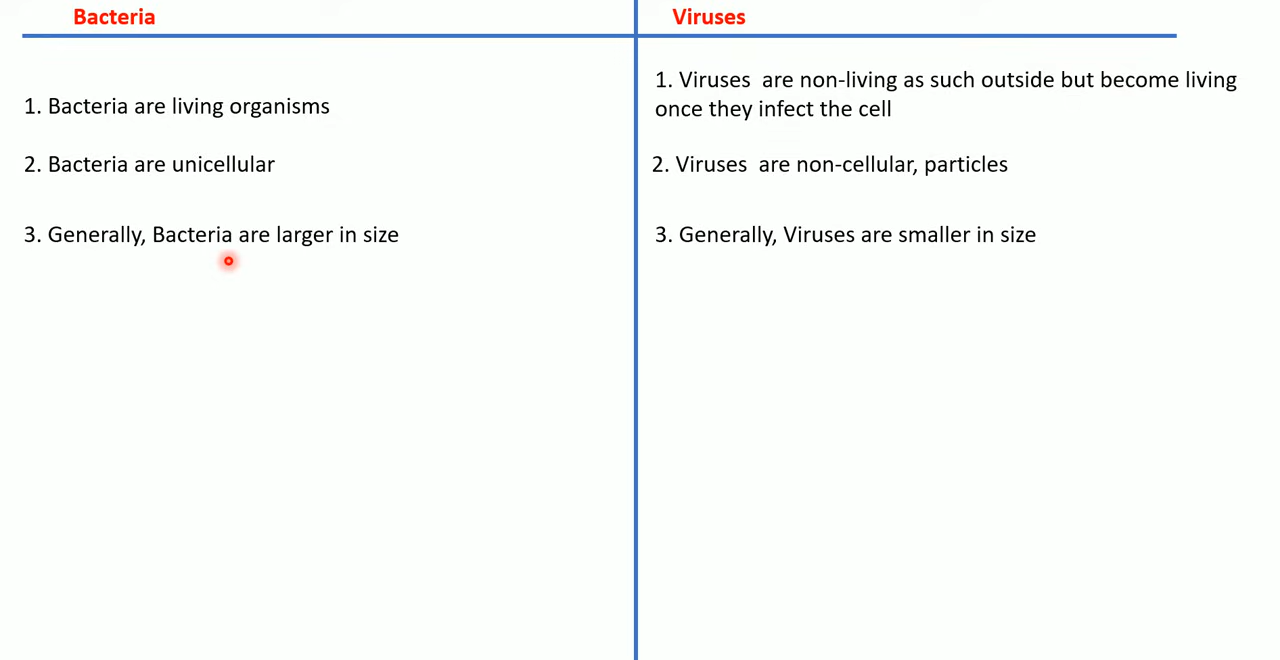 Bacteria
Viruses
1. Bacteria are living organisms
1. Viruses  are non-living as such outside but become living
once they infect the cell
2. Bacteria are unicellular
2. Viruses  are non-cellular, particles
3. Generally, Bacteria are larger in size
3. Generally, Viruses are smaller in size